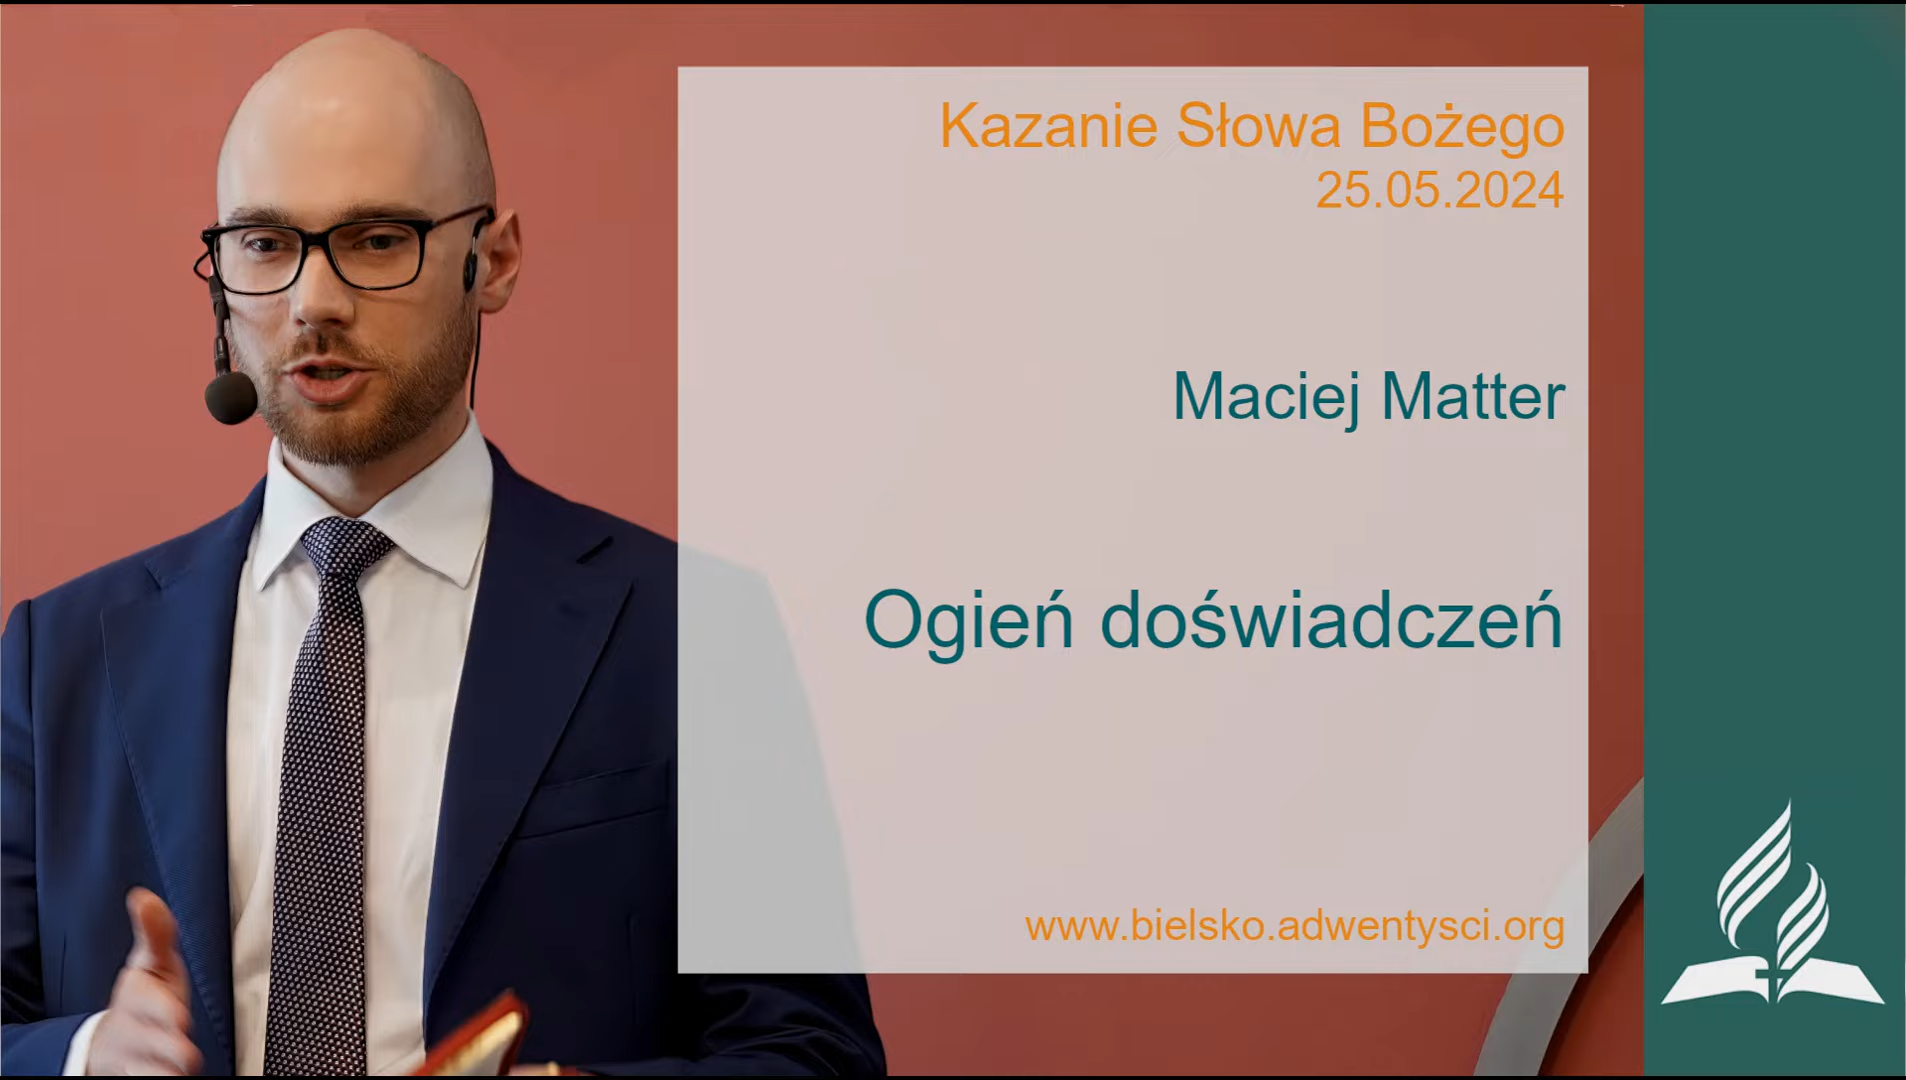 Kazanie Słowa Bożego
25.05.2024
Maciej Matter
Ogień doświadczeń
www.bielsko.adwentysci.org